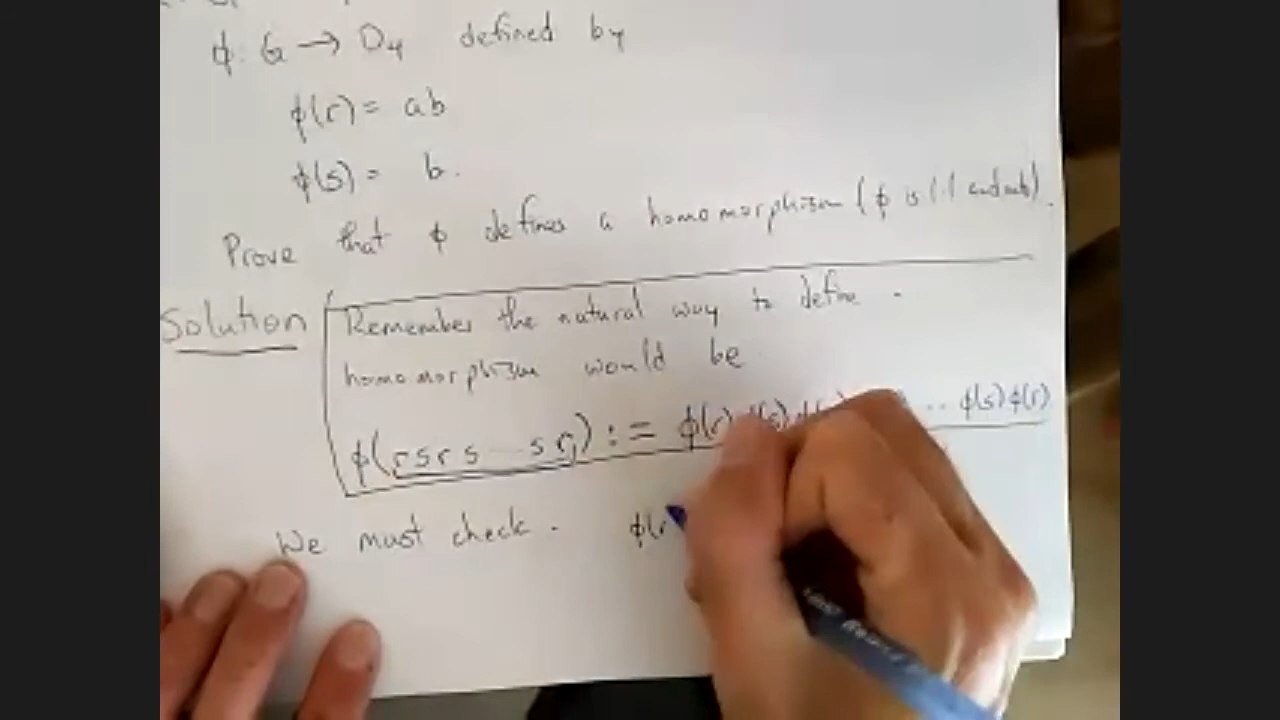 ϕ: G → D4 defined by
ϕ(r) = ab
ϕ(s) = b.
Prove that ϕ defines a homomorphism (ϕ is 1-1 and onto).
Solution
Remember the natural way to define
homomorphism would be
ϕ(rsrs...sr) := ϕ(r)ϕ(s) ... ϕ(s)ϕ(r)
We must check. ϕ(r